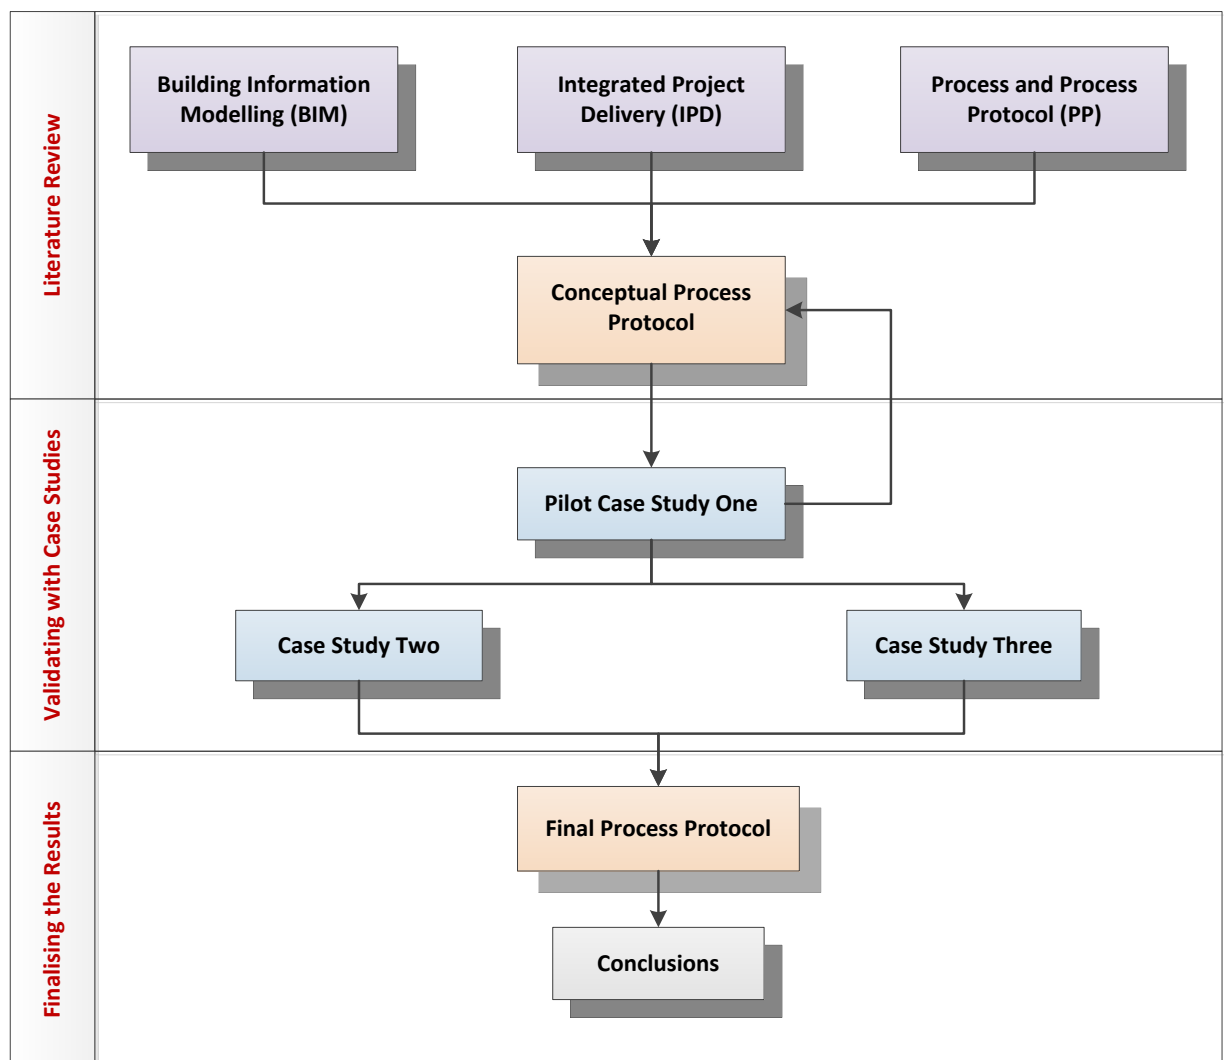 Literature Review
Building Information
Modelling (BIM)
Integrated Project
Delivery (IPD)
Process and Process
Protocol (PP)
Conceptual Process
Protocol
Validating with Case Studies
Pilot Case Study One
Case Study Two
Case Study Three
Finalising the Results
Final Process Protocol
Conclusions